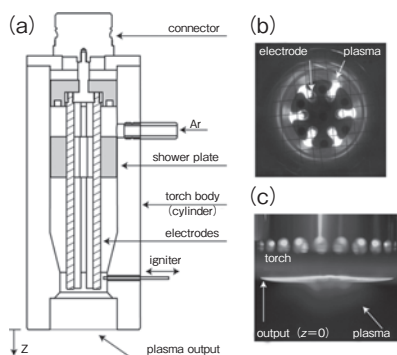 (a)
connector
Ar
shower plate
torch body
(cylinder)
electrodes
igniter
z
plasma output
(b)
electrode
plasma
(c)
torch
output (z=0)
plasma